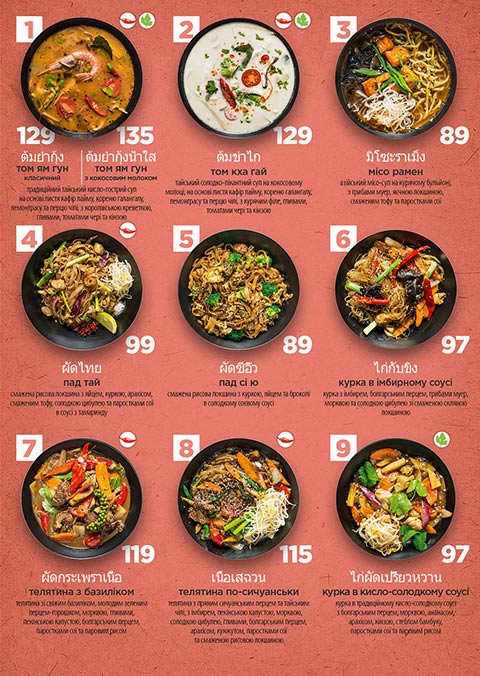 1
129
135
ต้มยำกุ้ง
ต้มยำกุ้งน้ำใส
том ям гун
том ям гун
класичний
з кокосовим молоком
традиційний тайський кисло-гострий суп
на основі листя кафір лайму, кореню галангалу,
лемонграсу та перцю чілі, з королівською креветкою,
гливами, томатами чері та кінзою
2
129
ต้มข่าไก่
том кха гай
тайський солодко-пікантний суп на кокосовому
молоці, на основі листя кафір лайму, кореню галангалу,
лемонграсу та перцю чілі, з курячим філе, гливами,
томатами чері та кінзою
3
89
มิโซะราเม็ง
місо рамен
азійський місо-суп на курячому бульйоні,
з грибами муер, яєчною локшиною,
смаженим тофу та паростками сої
4
99
ผัดไทย
пад тай
смажена рисова локшина з яйцем, куркою, арахісом,
смаженим тофу, солодкою цибулею та паростками сої
в соусі з тамаринду
5
89
ผัดซีอิ๊ว
пад сі ю
смажена рисова локшина з куркою, яйцем та броколі
в солодкому соєвому соусі
6
97
ไก่กับขิง
курка в імбирному соусі
курка з імбирем, болгарським перцем, грибами муер,
морквою та солодкою цибулею зі смаженою скляною
локшиною
7
119
ผัดกระเพราเนื้อ
телятина з базиліком
телятина зі свіжим базиліком, молодим зеленим
перцем-горошком, морквою, гливами,
пекінською капустою, болгарським перцем,
паростками сої та паровим рисом
8
115
เนื้อเสฉวน
телятина по-сичуанськи
телятина з пряним сичуанським перцем та тайським
чілі, з імбирем, пекінською капустою, морквою,
солодкою цибулею, гливами, болгарським перцем,
арахісом, кунжутом, паростками сої
та смаженою рисовою локшиною
9
97
ไก่ผัดเปรี้ยวหวาน
курка в кисло-солодкому соусі
курка в традиційному кисло-солодкому соусі
з болгарським перцем, морквою, ананасом,
арахісом, кінзою, стеблом бамбуку,
паростками сої та паровим рисом